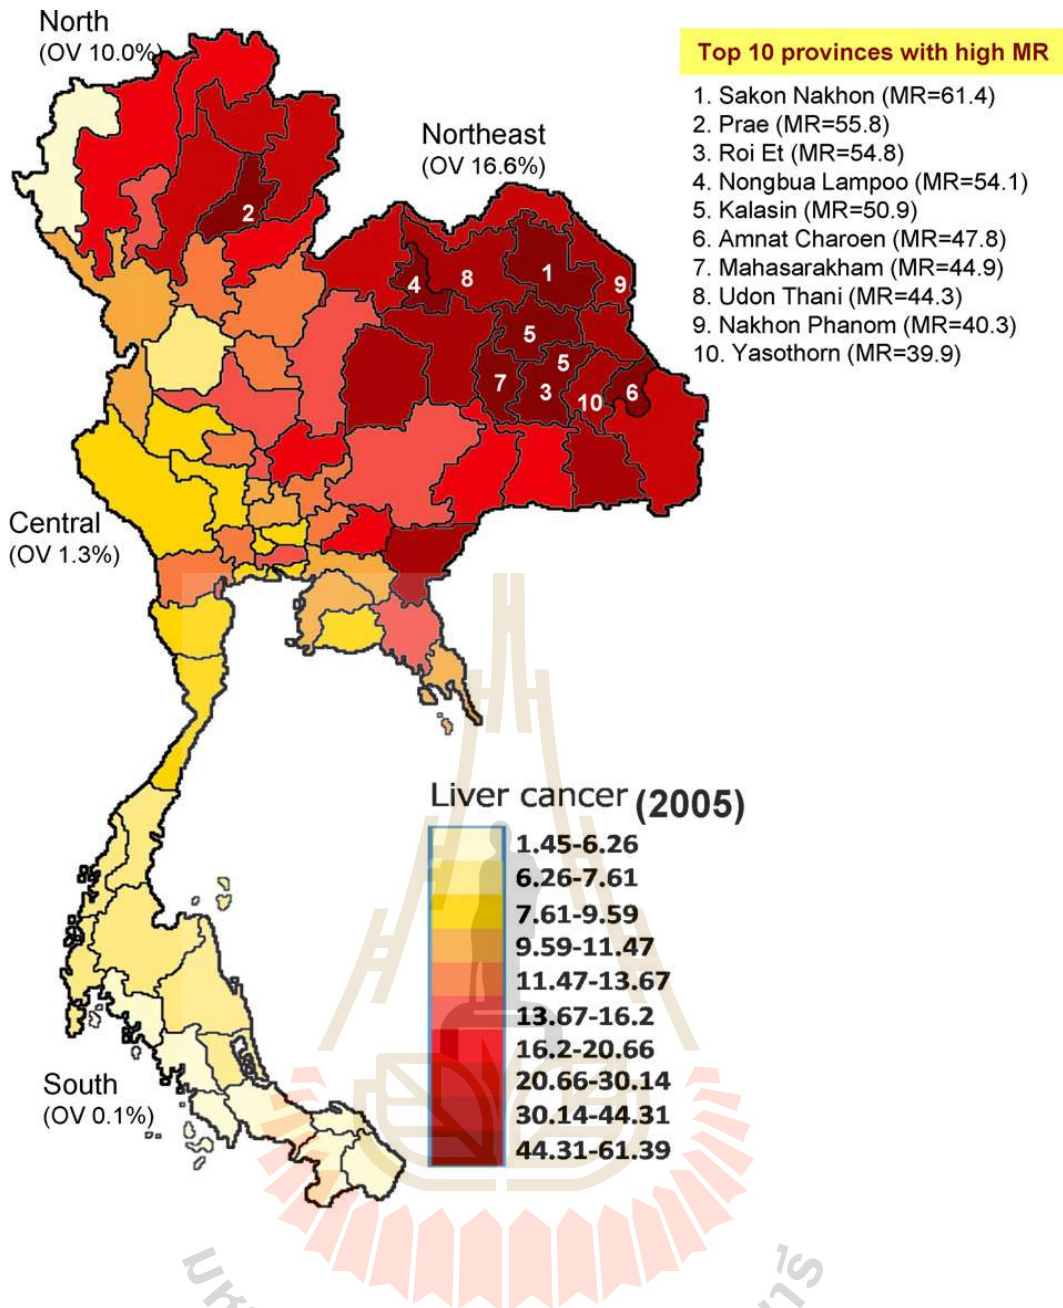 North
(OV 10.0%)
Top 10 provinces with high MR
1. Sakon Nakhon (MR=61.4)
2. Prae (MR=55.8)
3. Roi Et (MR=54.8)
4. Nongbua Lampoo (MR=54.1)
5. Kalasin (MR=50.9)
6. Amnat Charoen (MR=47.8)
7. Mahasarakham (MR=44.9)
8. Udon Thani (MR=44.3)
9. Nakhon Phanom (MR=40.3)
10. Yasothorn (MR=39.9)
Northeast
(OV 16.6%)
2
4
8
1
9
5
5
7
3
10
6
Central
(OV 1.3%)
Liver cancer (2005)
1.45-6.26
6.26-7.61
7.61-9.59
9.59-11.47
11.47-13.67
13.67-16.2
16.2-20.66
20.66-30.14
30.14-44.31
44.31-61.39
South
(OV 0.1%)